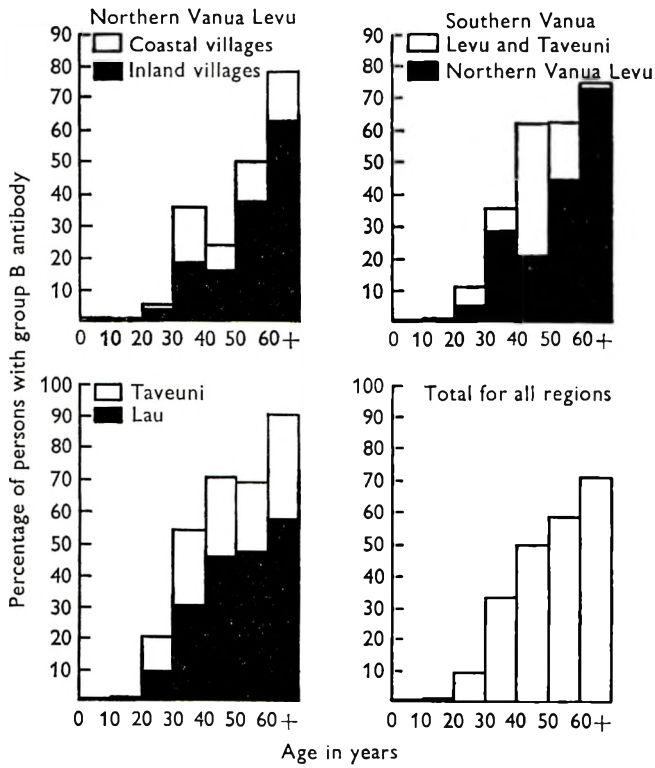 Northern Vanua Levu
Coastal villages
Inland villages
90
80
70
60
50
40
30
20
10
0 10 20 30 40 50 60+
Southern Vanua
Levu and Taveuni
Northern Vanua Levu
90
80
70
60
50
40
30
20
10
0 10 20 30 40 50 60+
Percentage of persons with group B antibody
Taveuni
Lau
100
90
80
70
60
50
40
30
20
10
0 10 20 30 40 50 60+
Total for all regions
100
90
80
70
60
50
40
30
20
10
0 10 20 30 40 50 60+
Age in years